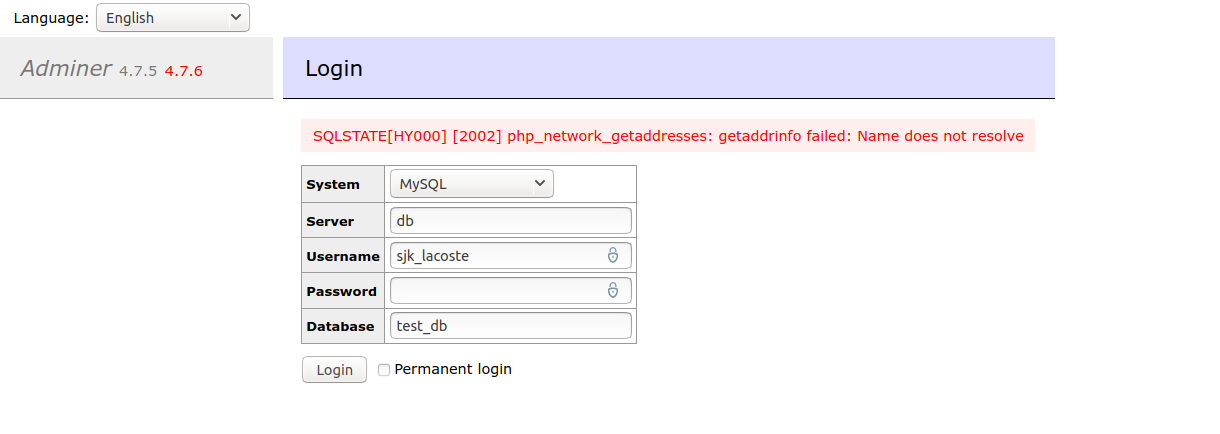 Language: English
Adminer 4.7.5 4.7.6
Login
SQLSTATE[HY000] [2002] php_network_getaddresses: getaddrinfo failed: Name does not resolve
System MySQL
Server db
Username sjk_lacoste
Password
Database test_db
Login Permanent login